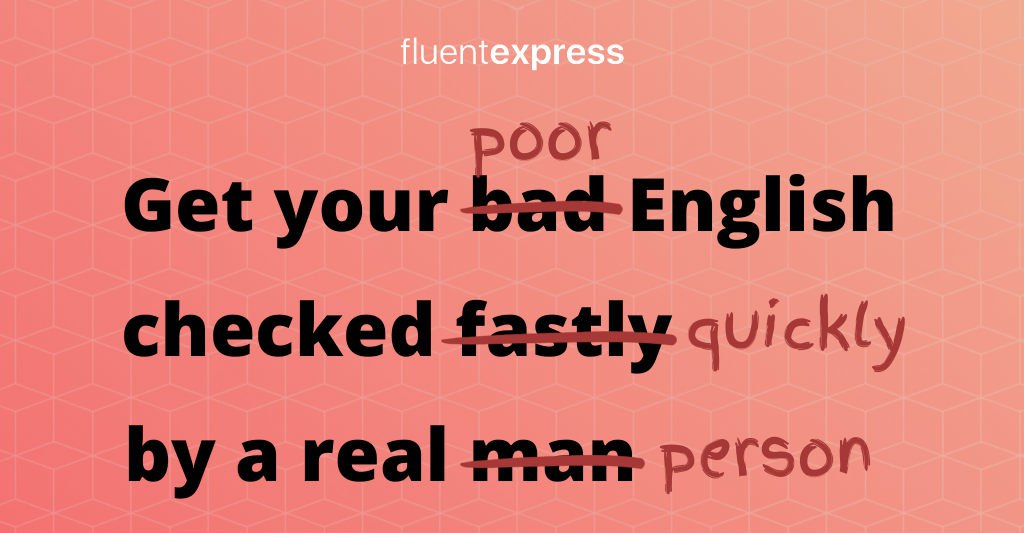 fluentexpress
poor
Get your bad English
checked fastly quickly
by a real man person